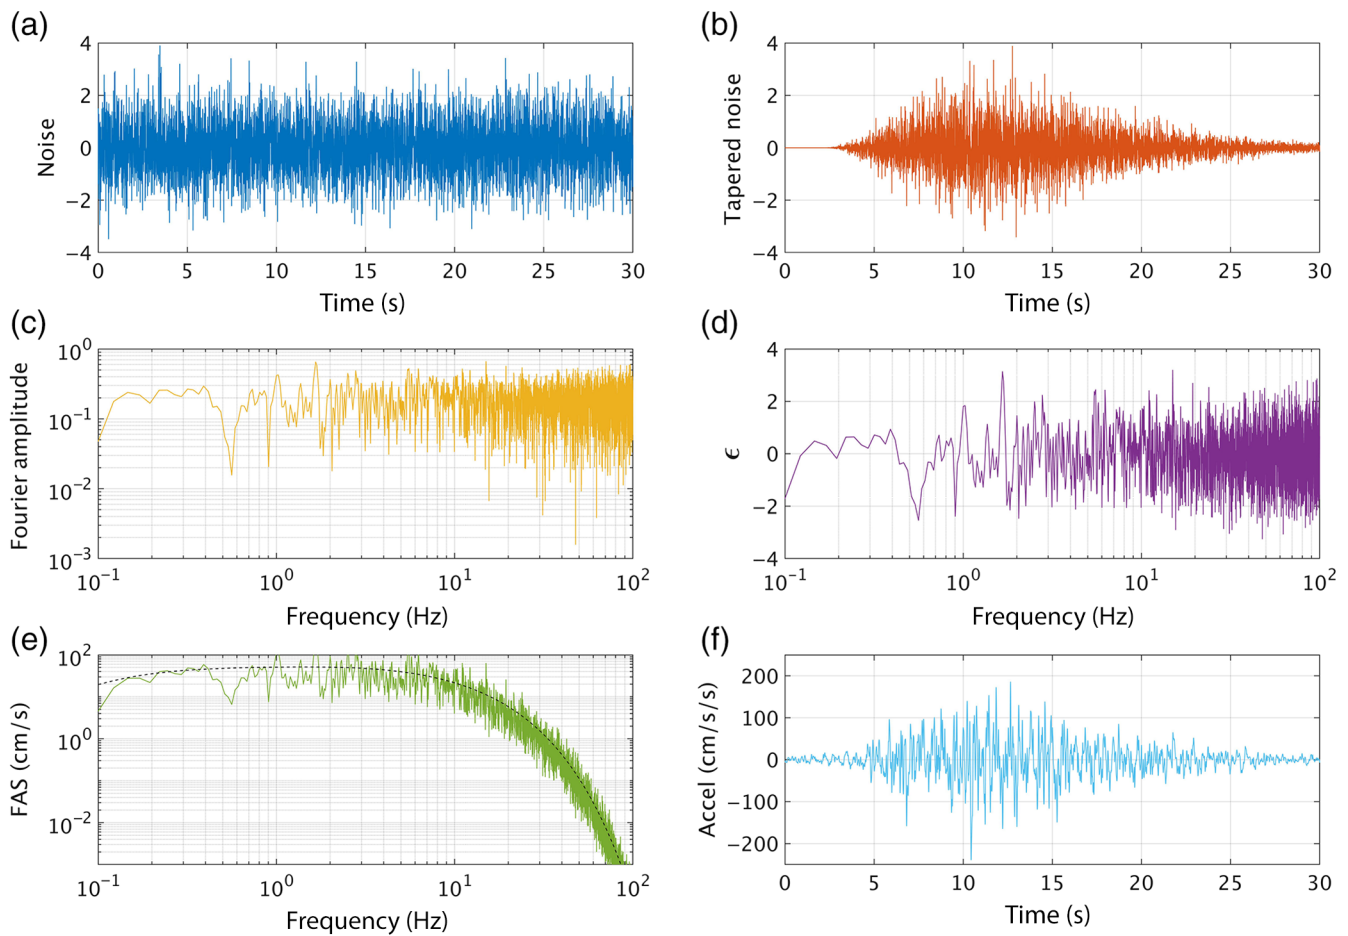 (a)
4
2
0
−2
−4
Noise
0 5 10 15 20 25 30
Time (s)
(b)
4
2
0
−2
−4
Tapered noise
0 5 10 15 20 25 30
Time (s)
(c)
10^0
10^−1
10^−2
10^−3
Fourier amplitude
10^−1 10^0 10^1 10^2
Frequency (Hz)
(d)
4
2
0
−2
−4
ϵ
10^−1 10^0 10^1 10^2
Frequency (Hz)
(e)
10^2
10^0
10^−2
FAS (cm/s)
10^−1 10^0 10^1 10^2
Frequency (Hz)
(f)
200
100
0
−100
−200
Accel (cm/s/s)
0 5 10 15 20 25 30
Time (s)